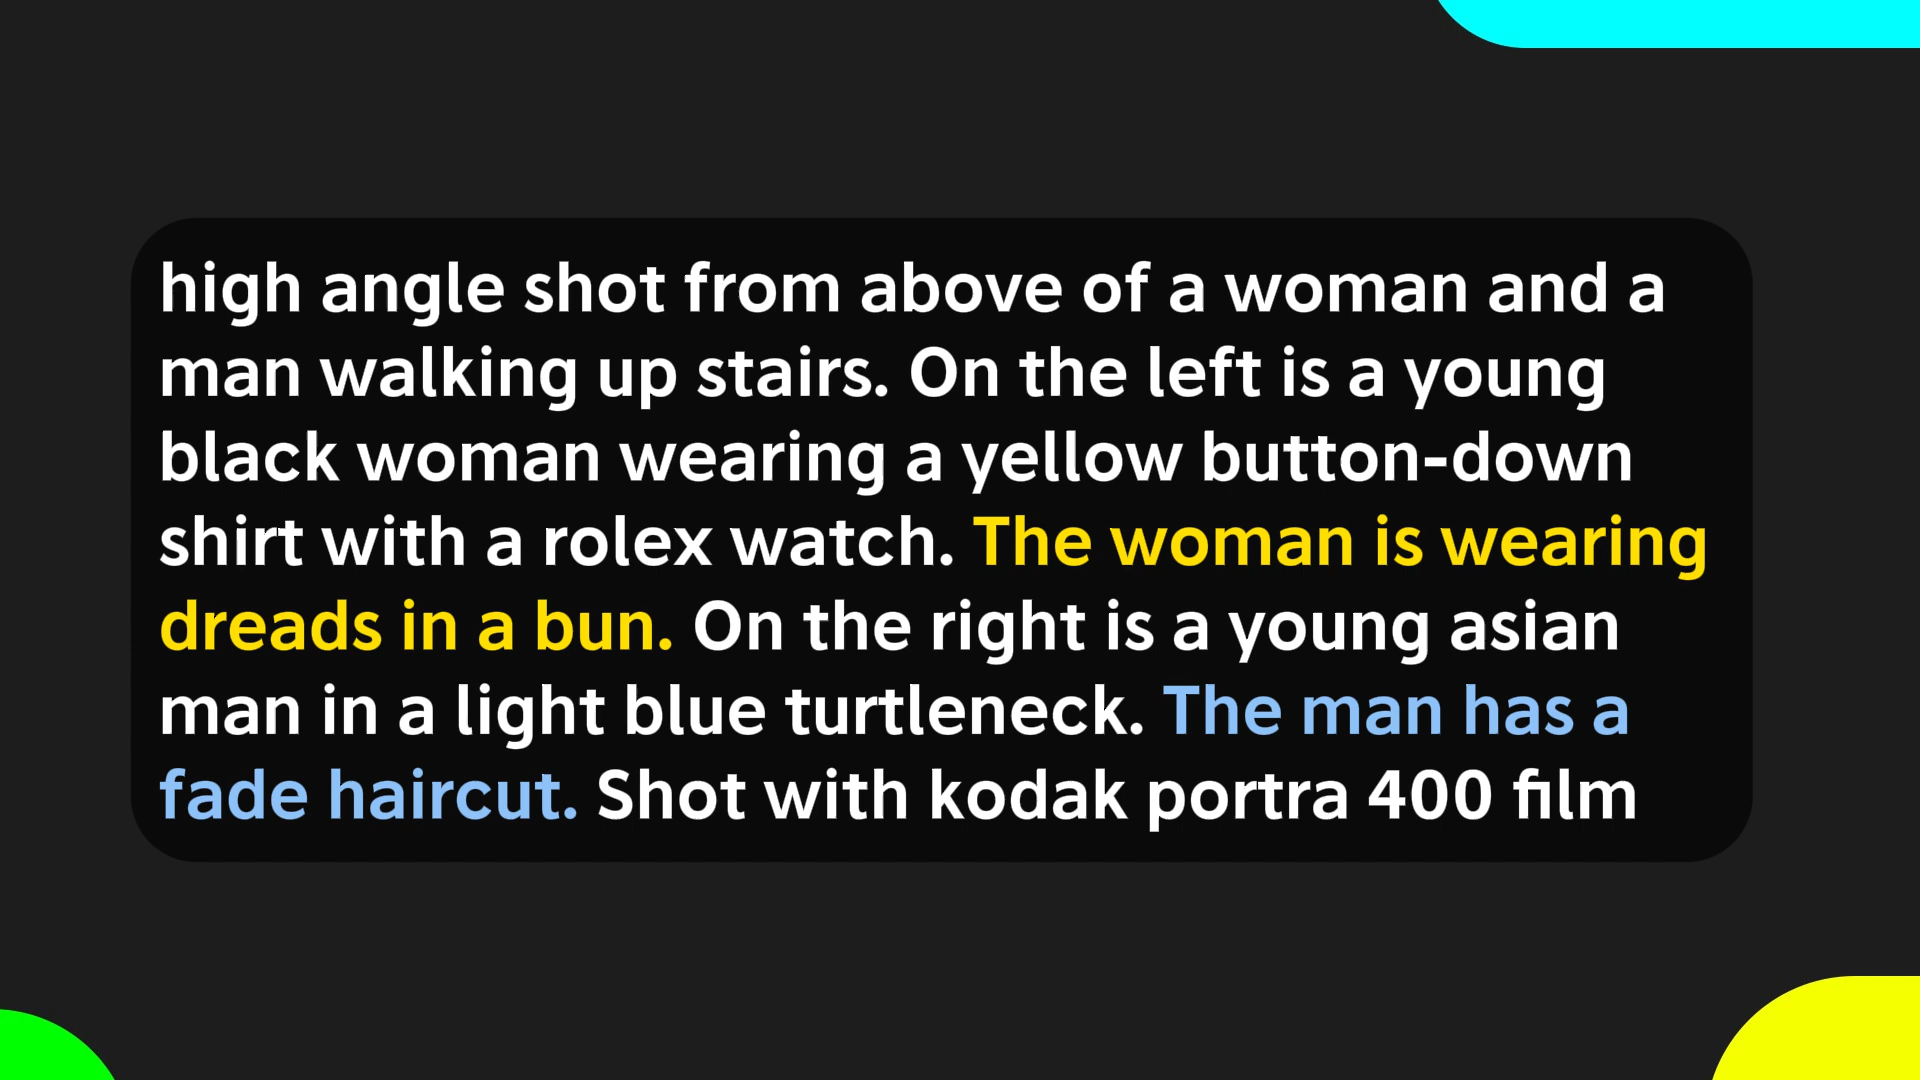 high angle shot from above of a woman and a
man walking up stairs. On the left is a young
black woman wearing a yellow button-down
shirt with a rolex watch. The woman is wearing
dreads in a bun. On the right is a young asian
man in a light blue turtleneck. The man has a
fade haircut. Shot with kodak portra 400 film